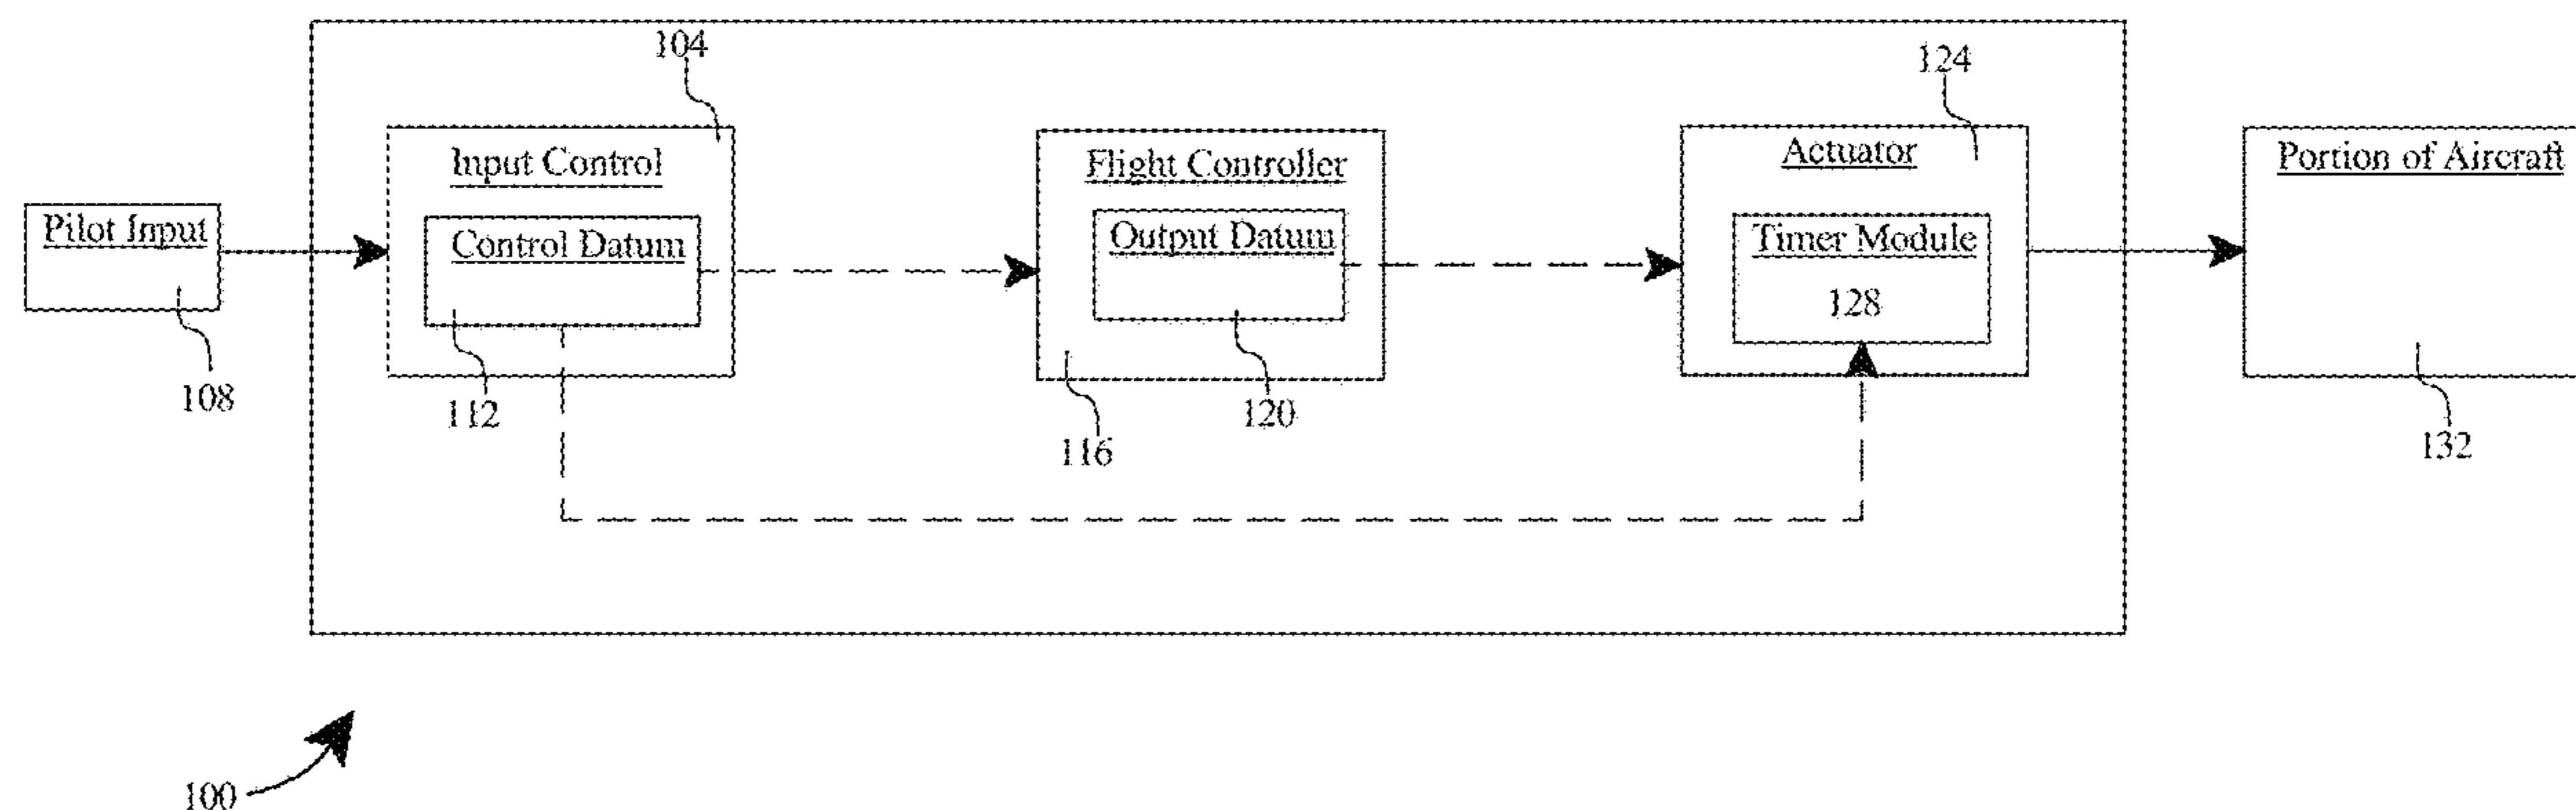 104
124
Input Control
Flight Controller
Actuator
Portion of Aircraft
Pilot Input
Control Datum
Output Datum
Timer Module
128
108
112
120
116
132
100